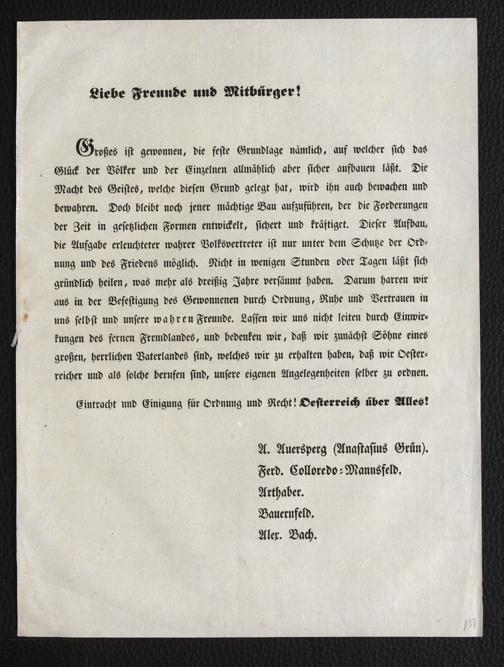 Liebe Freunde und Mitbürger!
Großes ist gewonnen, die feste Grundlage nämlich, auf welcher sich das
Glück der Völker und der Einzelnen allmählich aber sicher aufbauen läßt. Die
Macht des Geistes, welche diesen Grund gelegt hat, wird ihn auch bewachen und
bewahren. Doch bleibt noch jener mächtige Bau aufzuführen, der die Forderungen
der Zeit in gesetzlichen Formen entwickelt, sichert und kräftiget. Dieser Aufbau,
die Aufgabe erleuchteter wahrer Volksvertreter ist nur unter dem Schutze der Ord-
nung und des Friedens möglich. Nicht in wenigen Stunden oder Tagen läßt sich
gründlich heilen, was mehr als dreißig Jahre versäumt haben. Darum harren wir
aus in der Befestigung des Gewonnenen durch Ordnung, Ruhe und Vertrauen in
uns selbst und unsere wahren Freunde. Lassen wir uns nicht leiten durch Einwir-
kungen des fernen Fremdlandes, und bedenken wir, daß wir zunächst Söhne eines
großen, herrlichen Vaterlandes sind, welches wir zu erhalten haben, daß wir Oester-
reicher und als solche berufen sind, unsere eigenen Angelegenheiten selber zu ordnen.
Eintracht und Einigung für Ordnung und Recht! Oesterreich über Alles!
A. Auersperg (Anastasius Grün).
Ferd. Colloredo-Mannsfeld.
Arthaber.
Bauernfeld.
Alex. Bach.